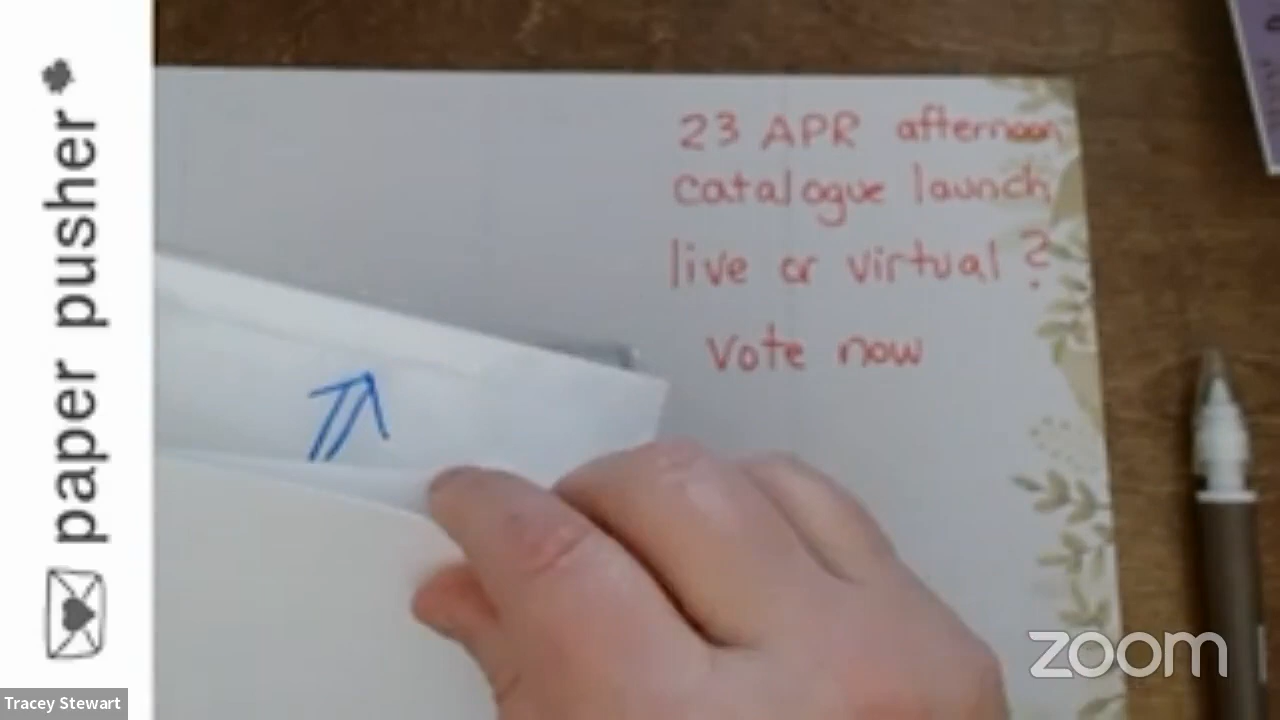 paper pusher
23 APR afternoon
catalogue launch
live or virtual ?
Vote now
zoom
Tracey Stewart